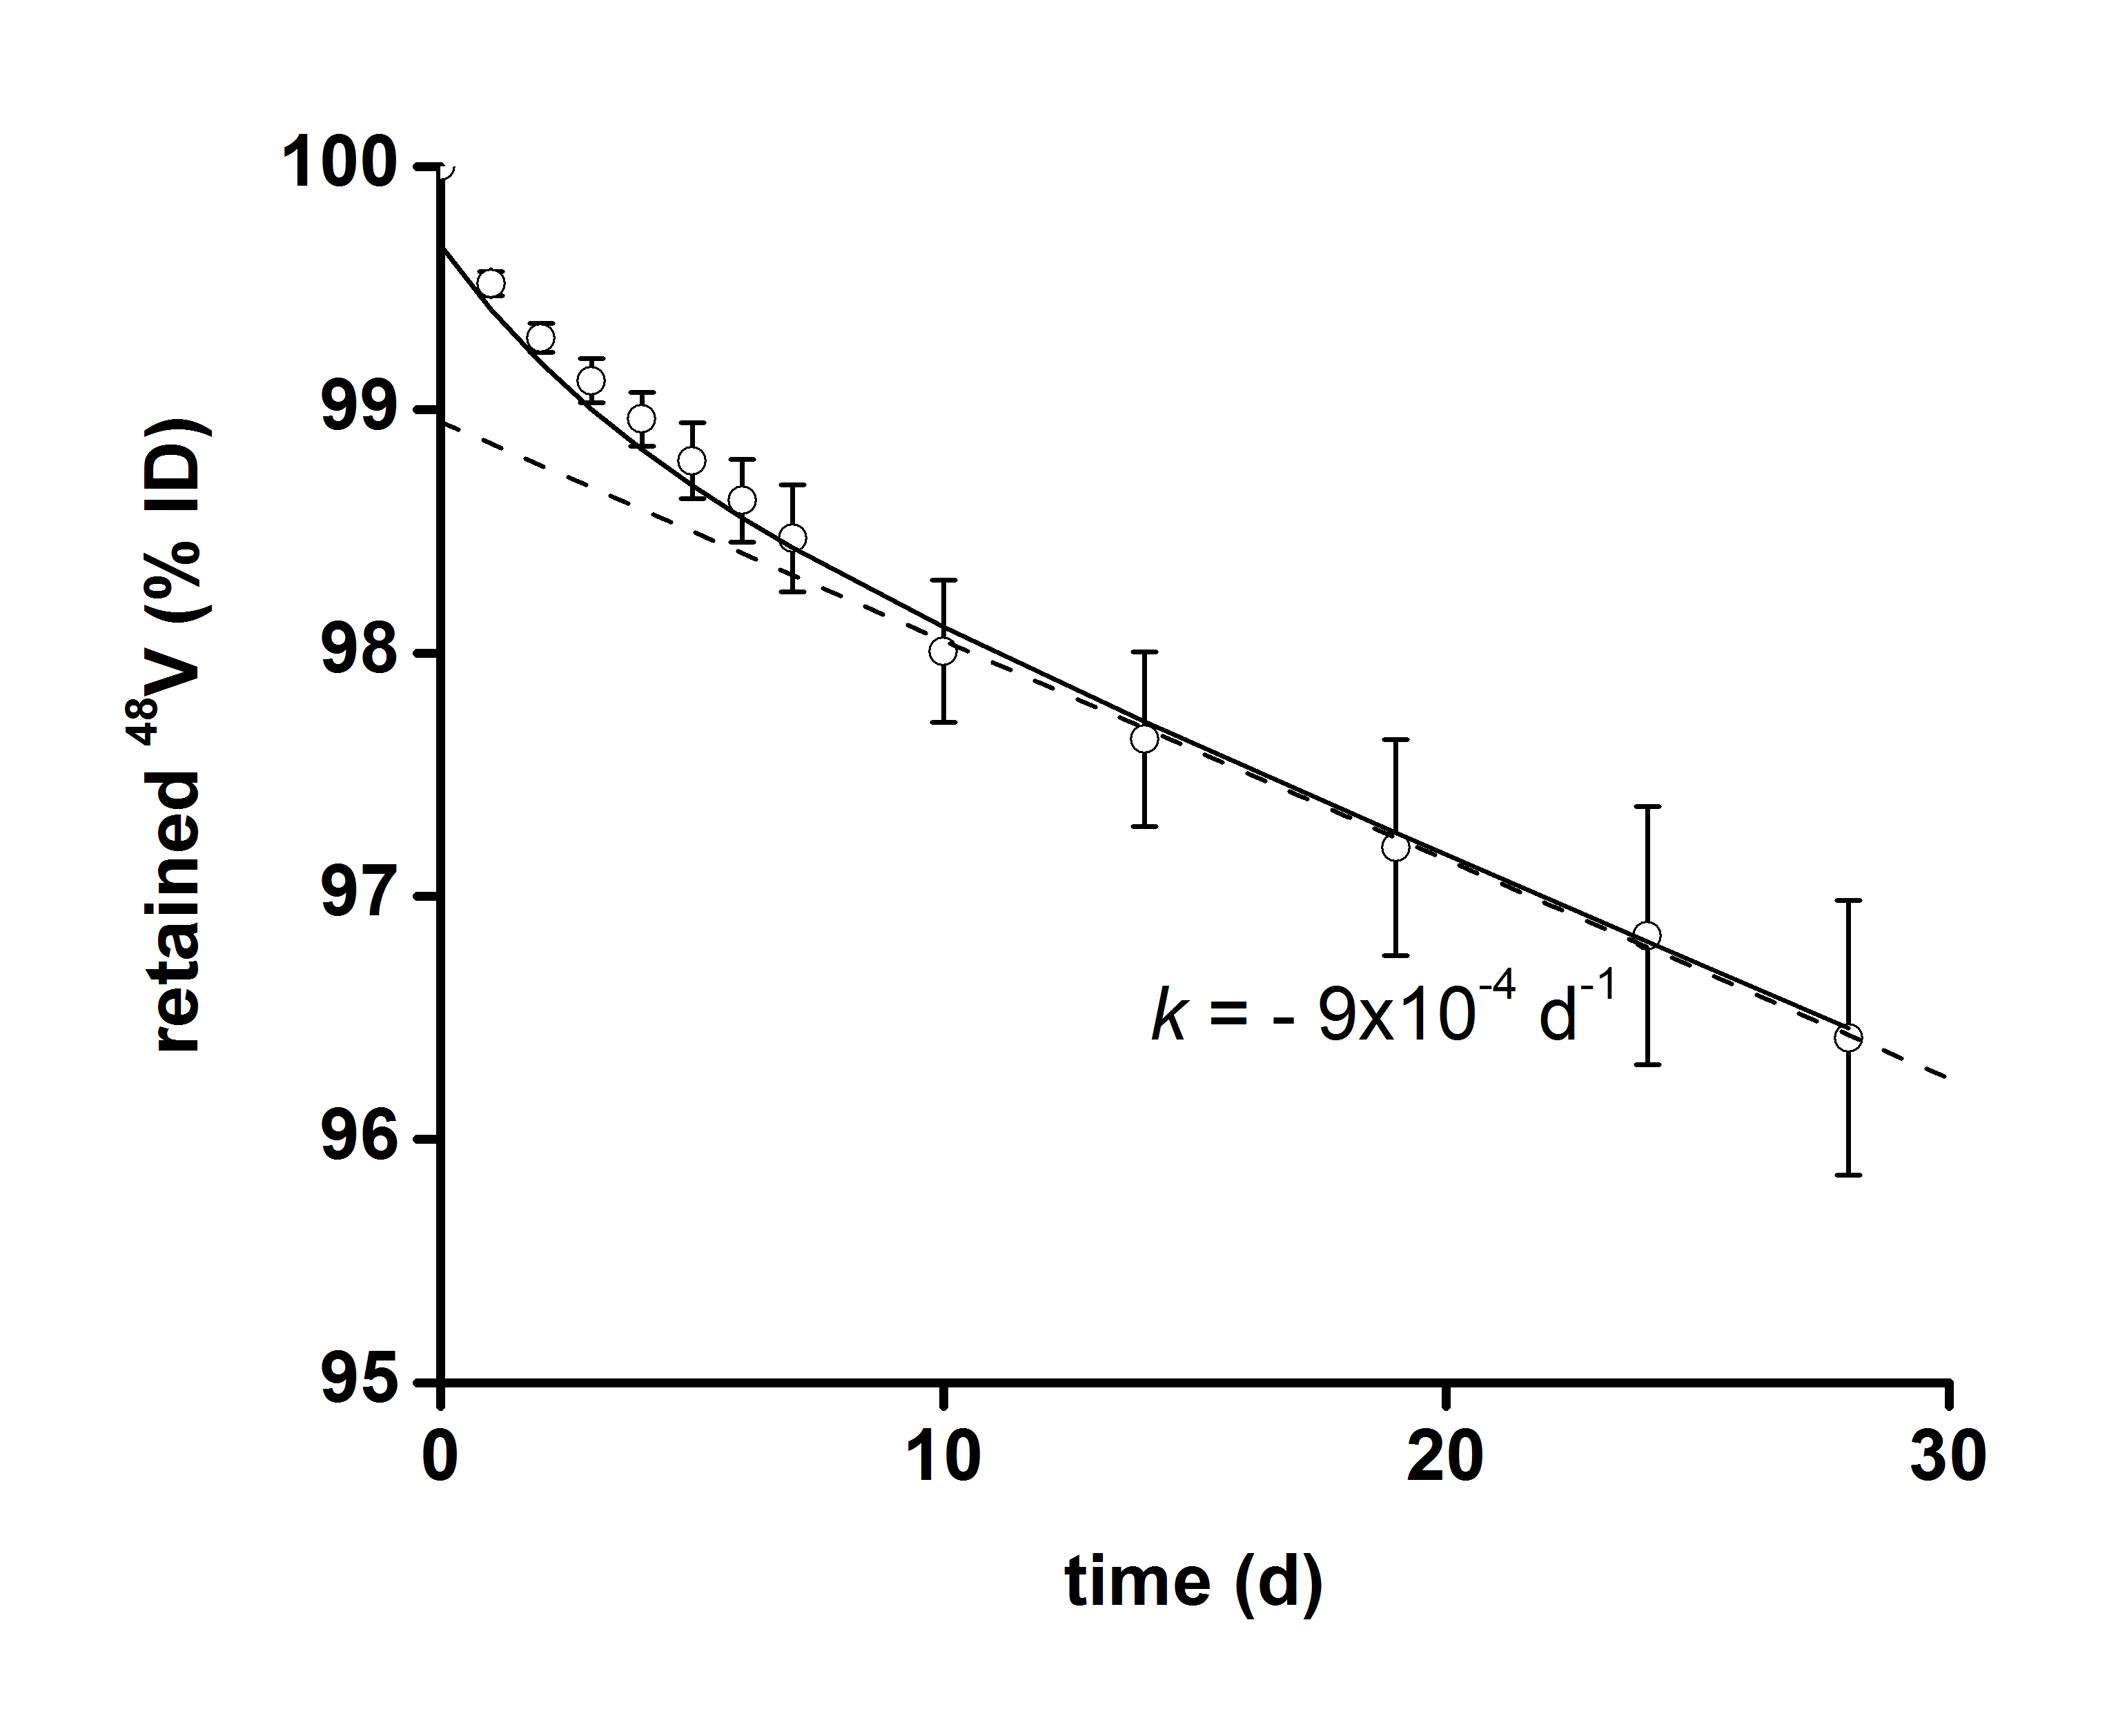 retained ⁴⁸V (% ID)
100
99
98
97
96
95
k = - 9x10⁻⁴ d⁻¹
0 10 20 30
time (d)